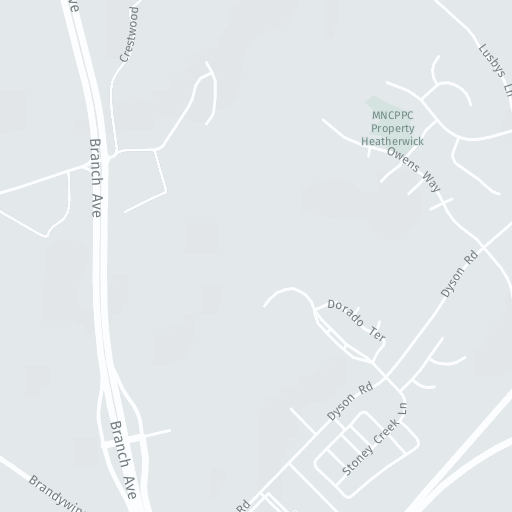 Crestwood
Lusbys Ln
MNCPPC
Property
Heatherwick
Branch Ave
Owens Way
Dyson Rd
Dorado Ter
Dyson Rd
Stoney Creek Ln
Branch Ave
Rd